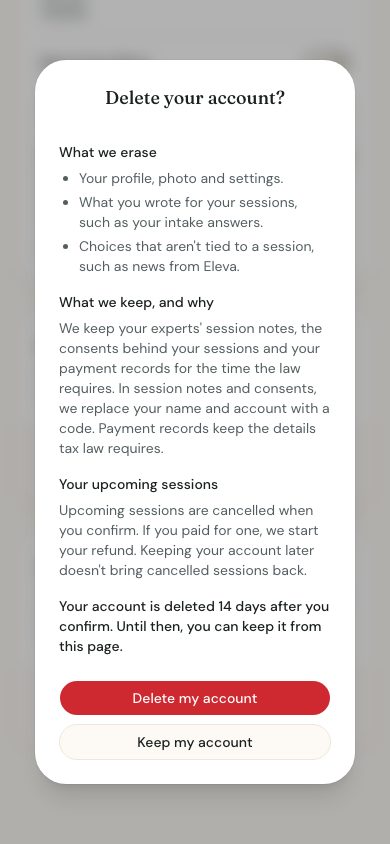 Delete your account?
What we erase
• Your profile, photo and settings.
• What you wrote for your sessions,
such as your intake answers.
• Choices that aren't tied to a session,
such as news from Eleva.
What we keep, and why
We keep your experts' session notes, the
consents behind your sessions and your
payment records for the time the law
requires. In session notes and consents,
we replace your name and account with a
code. Payment records keep the details
tax law requires.
Your upcoming sessions
Upcoming sessions are cancelled when
you confirm. If you paid for one, we start
your refund. Keeping your account later
doesn't bring cancelled sessions back.
Your account is deleted 14 days after you
confirm. Until then, you can keep it from
this page.
Delete my account
Keep my account